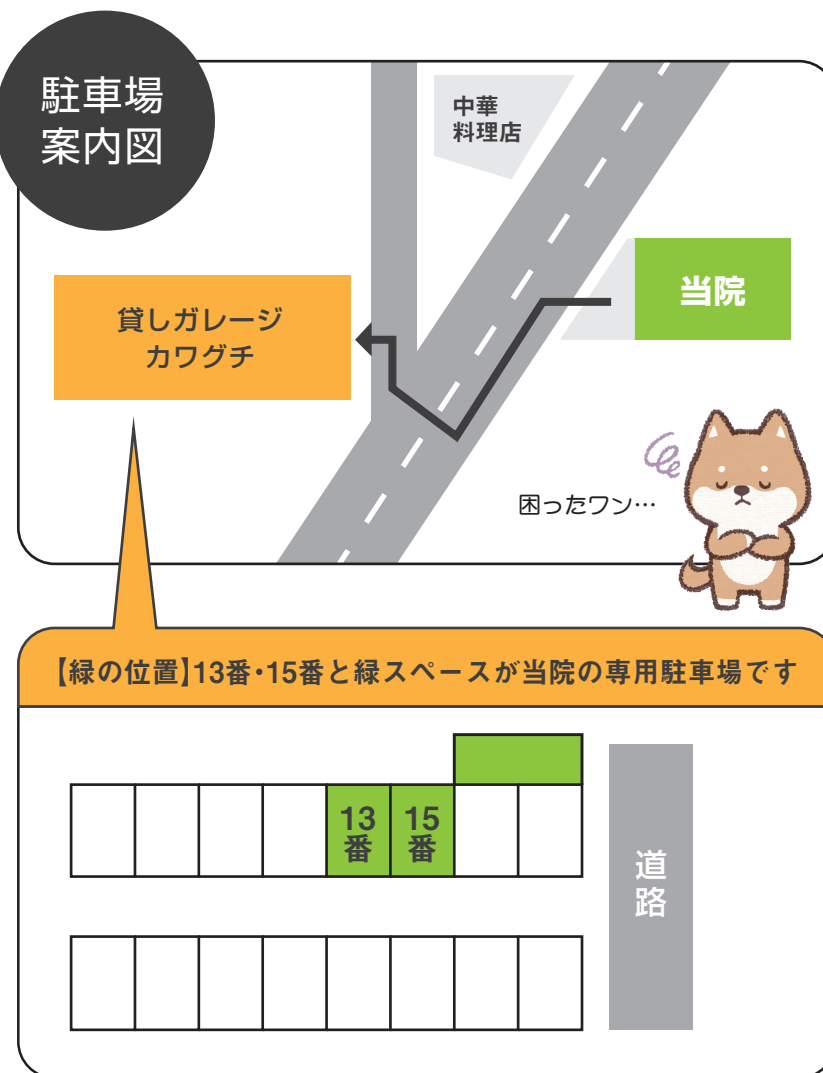 駐車場
案内図
中華
料理店
当院
貸しガレージ
カワグチ
困ったワン…
【緑の位置】13番・15番と緑スペースが当院の専用駐車場です
13
番
15
番
道
路